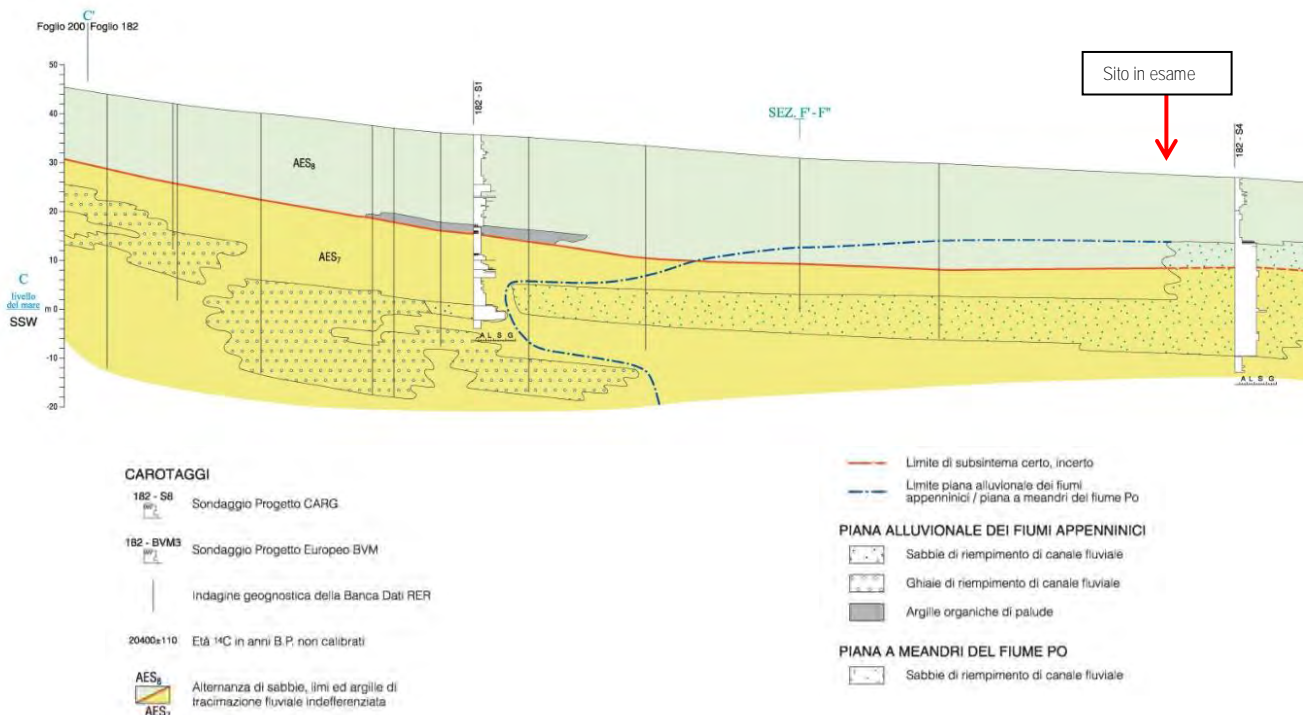 C'
Foglio 200 Foglio 182
50
40
30
20
10
m 0
-10
-20
C
livello
del mare
SSW
AES8
AES7
182 - S1
A L S G
SEZ. F' - F"
Sito in esame
182 - S4
A L S G
CAROTAGGI
182 - S8
Sondaggio Progetto CARG
182 - BVM3
Sondaggio Progetto Europeo BVM
Indagine geognostica della Banca Dati RER
20400±110
Età 14C in anni B.P. non calibrati
AES8
AES7
Alternanza di sabbie, limi ed argille di
tracimazione fluviale indefferenziata
Limite di subsintema certo, incerto
Limite piana alluvionale dei fiumi
appenninici / piana a meandri del fiume Po
PIANA ALLUVIONALE DEI FIUMI APPENNINICI
Sabbie di riempimento di canale fluviale
Ghiaie di riempimento di canale fluviale
Argille organiche di palude
PIANA A MEANDRI DEL FIUME PO
Sabbie di riempimento di canale fluviale